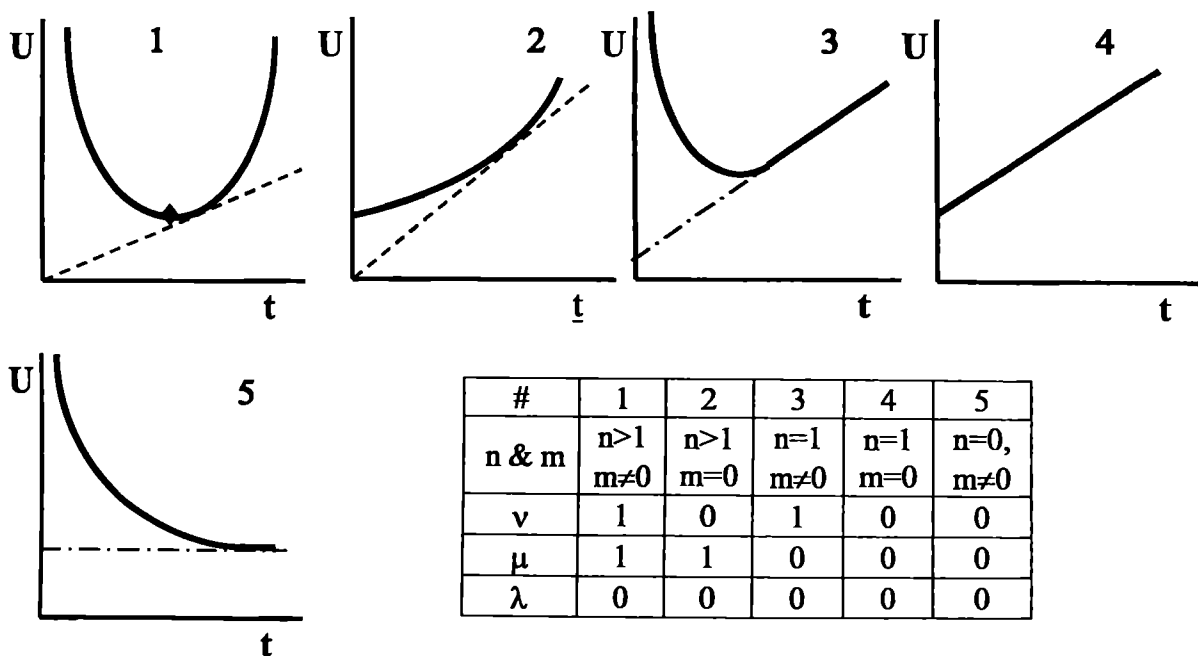 U 1 t
U 2 t
U 3 t
U 4 t
U 5 t
# 1 2 3 4 5
n & m n>1 m≠0 n>1 m=0 n=1 m≠0 n=1 m=0 n=0, m≠0
ν 1 0 1 0 0
μ 1 1 0 0 0
λ 0 0 0 0 0